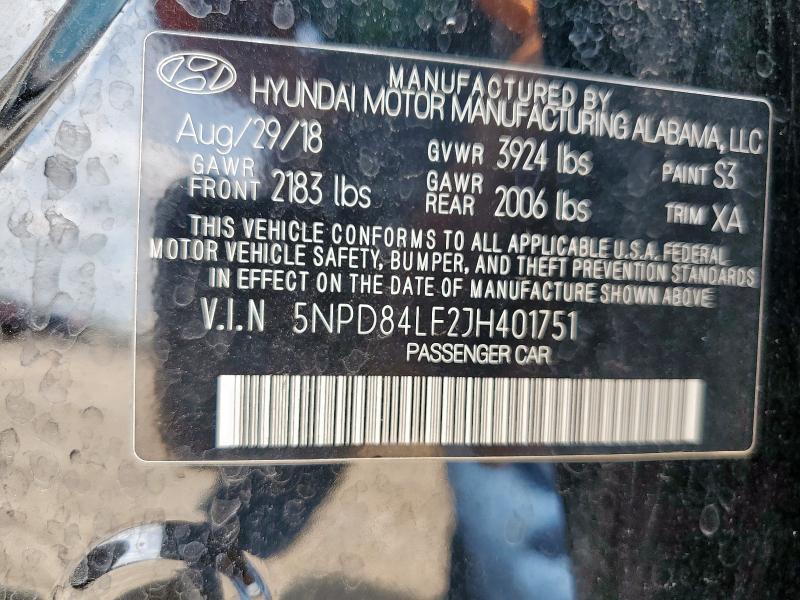 MANUFACTURED BY
HYUNDAI MOTOR MANUFACTURING ALABAMA, LLC
Aug/29/18 GVWR 3924 lbs PAINT S3
GAWR FRONT 2183 lbs GAWR REAR 2006 lbs TRIM XA
THIS VEHICLE CONFORMS TO ALL APPLICABLE U.S.A. FEDERAL
MOTOR VEHICLE SAFETY, BUMPER, AND THEFT PREVENTION STANDARDS
IN EFFECT ON THE DATE OF MANUFACTURE SHOWN ABOVE
V.I.N 5NPD84LF2JH401751
PASSENGER CAR